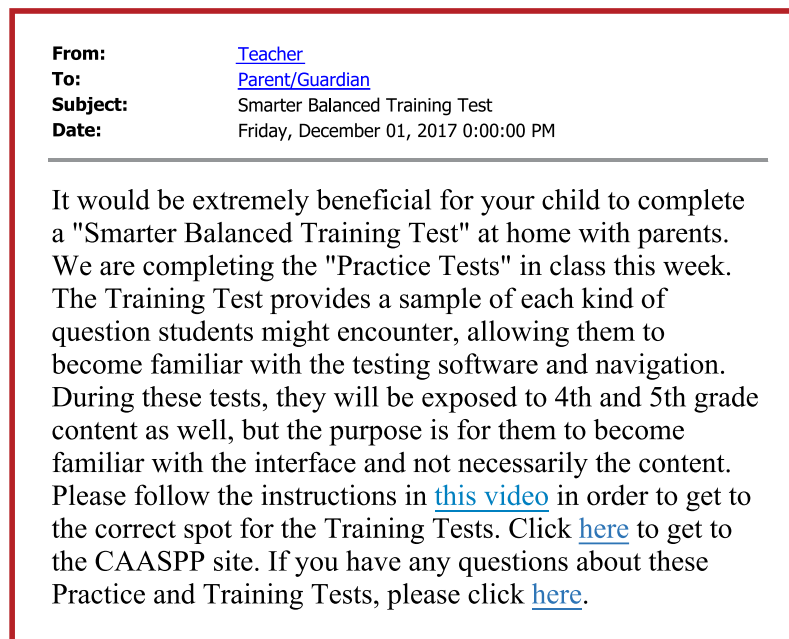 From: Teacher
To: Parent/Guardian
Subject: Smarter Balanced Training Test
Date: Friday, December 01, 2017 0:00:00 PM
It would be extremely beneficial for your child to complete
a "Smarter Balanced Training Test" at home with parents.
We are completing the "Practice Tests" in class this week.
The Training Test provides a sample of each kind of
question students might encounter, allowing them to
become familiar with the testing software and navigation.
During these tests, they will be exposed to 4th and 5th grade
content as well, but the purpose is for them to become
familiar with the interface and not necessarily the content.
Please follow the instructions in this video in order to get to
the correct spot for the Training Tests. Click here to get to
the CAASPP site. If you have any questions about these
Practice and Training Tests, please click here.